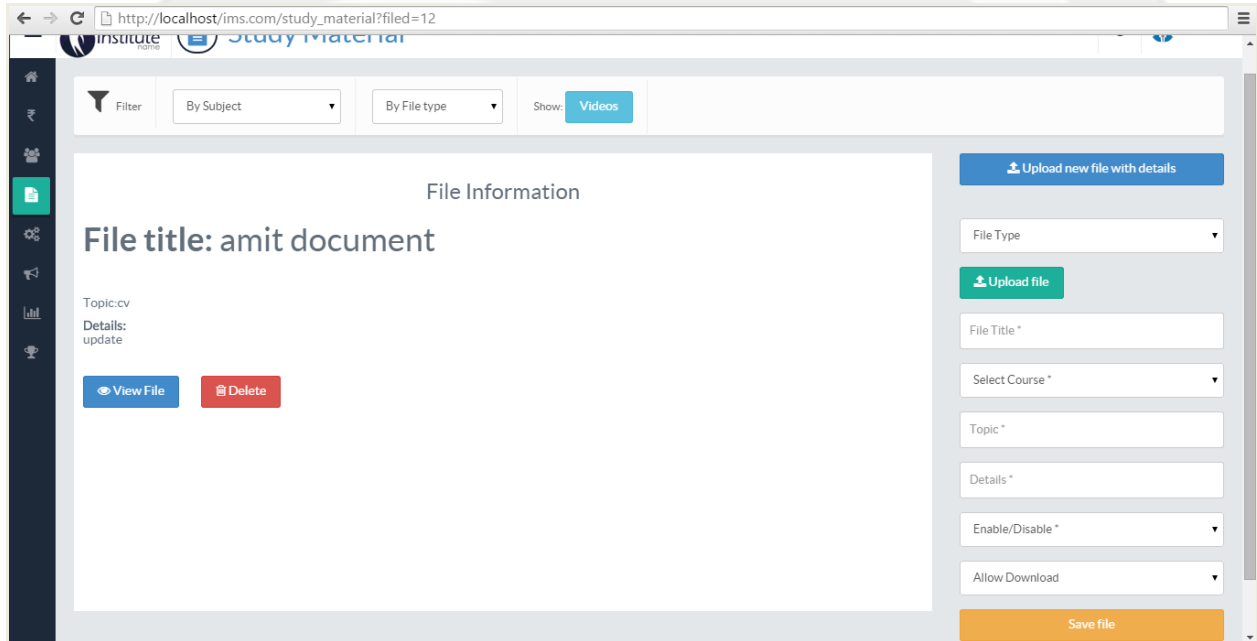 http://localhost/ims.com/study_material?filed=12
Institute
name
Study Material
Filter
By Subject
By File type
Show:
Videos
File Information
File title: amit document
Topic:cv
Details:
update
View File
Delete
Upload new file with details
File Type
Upload file
File Title *
Select Course *
Topic *
Details *
Enable/Disable *
Allow Download
Save file